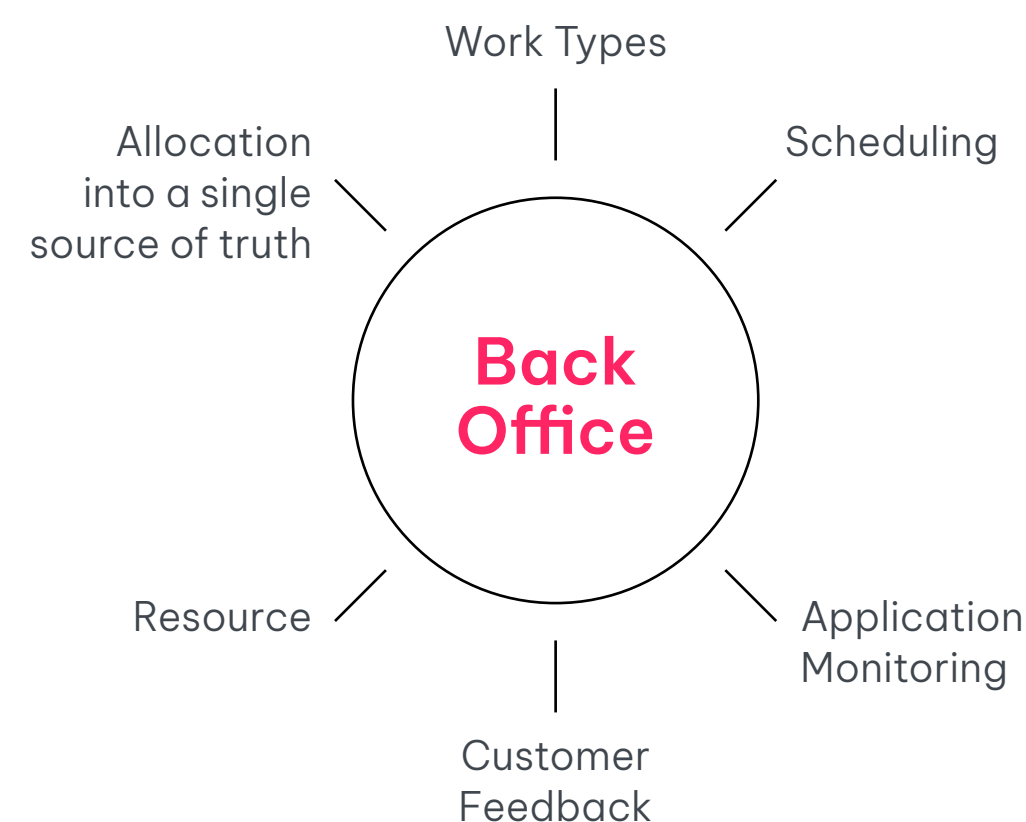 Work Types
Allocation
into a single
source of truth
Scheduling
Back
Office
Resource
Application
Monitoring
Customer
Feedback